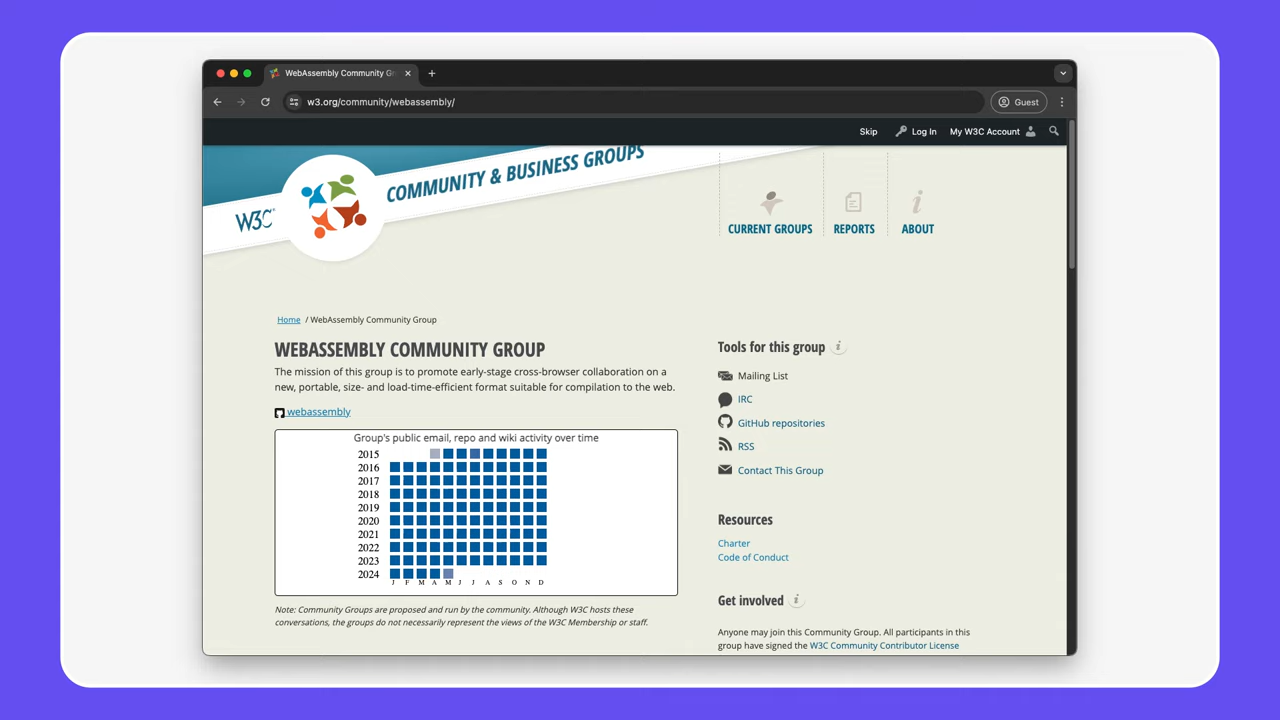 WebAssembly Community Gr
w3.org/community/webassembly/
Guest
Skip
Log In
My W3C Account
W3C
COMMUNITY & BUSINESS GROUPS
CURRENT GROUPS
REPORTS
ABOUT
Home / WebAssembly Community Group
WEBASSEMBLY COMMUNITY GROUP
The mission of this group is to promote early-stage cross-browser collaboration on a
new, portable, size- and load-time-efficient format suitable for compilation to the web.
webassembly
Group's public email, repo and wiki activity over time
2015
2016
2017
2018
2019
2020
2021
2022
2023
2024
J F M A M J J A S O N D
Note: Community Groups are proposed and run by the community. Although W3C hosts these
conversations, the groups do not necessarily represent the views of the W3C Membership or staff.
Tools for this group
Mailing List
IRC
GitHub repositories
RSS
Contact This Group
Resources
Charter
Code of Conduct
Get involved
Anyone may join this Community Group. All participants in this
group have signed the W3C Community Contributor License